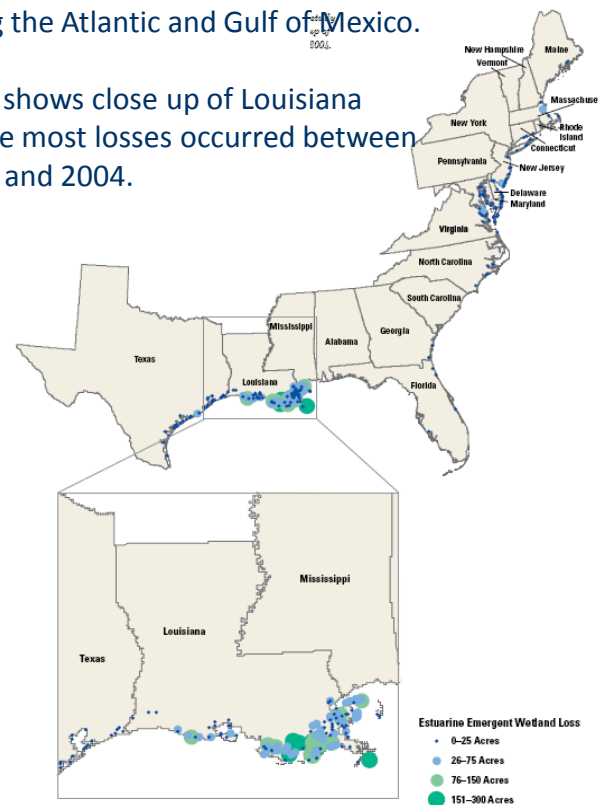 g the Atlantic and Gulf of Mexico.
shows close up of Louisiana
e most losses occurred between
and 2004.
New Hampshire
Vermont
Maine
Massachuse
New York
Rhode
Island
Connecticut
Pennsylvania
New Jersey
Delaware
Maryland
Virginia
North Carolina
South Carolina
Mississippi
Alabama
Georgia
Texas
Louisiana
Florida
Mississippi
Louisiana
Texas
Estuarine Emergent Wetland Loss
0–25 Acres
26–75 Acres
76–150 Acres
151–300 Acres